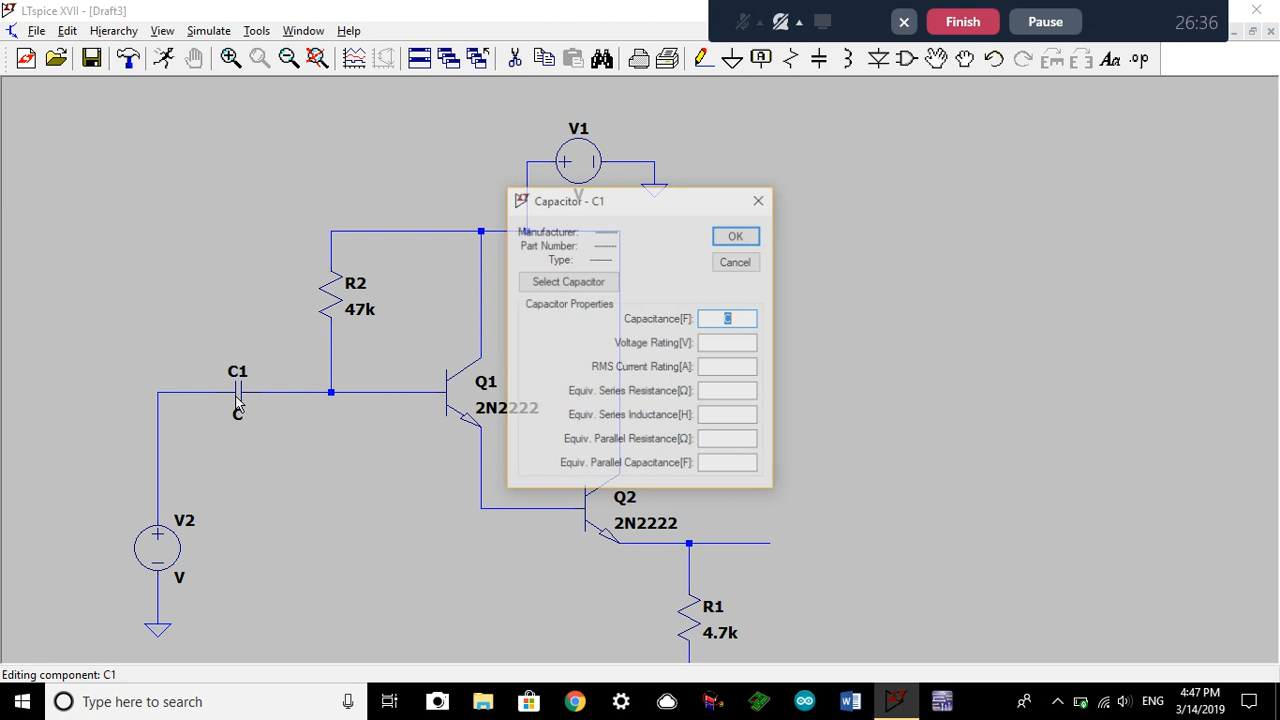 LTspice XVII - [Draft3]
File Edit Hierarchy View Simulate Tools Window Help
Finish
Pause
26:36
A
Aa .op
V1
V
R2
47k
C1
C
Q1
2N2222
V2
V
Q2
2N2222
R1
4.7k
Capacitor - C1
Manufacturer: ------
Part Number: ------
Type: ------
OK
Cancel
Select Capacitor
Capacitor Properties
Capacitance[F]: C
Voltage Rating[V]:
RMS Current Rating[A]:
Equiv. Series Resistance[Ω]:
Equiv. Series Inductance[H]:
Equiv. Parallel Resistance[Ω]:
Equiv. Parallel Capacitance[F]:
Editing component: C1
Type here to search
ENG
4:47 PM
3/14/2019